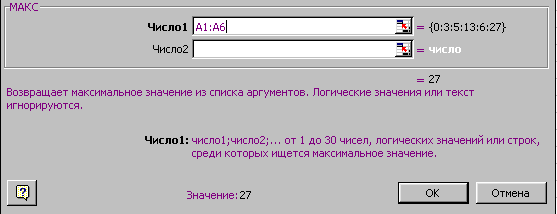 МАКС
Число1 A1:A6 = {0:3:5:13:6:27}
Число2 = число
= 27
Возвращает максимальное значение из списка аргументов. Логические значения или текст
игнорируются.
Число1: число1;число2;... от 1 до 30 чисел, логических значений или строк,
среди которых ищется максимальное значение.
? Значение:27 OK Отмена